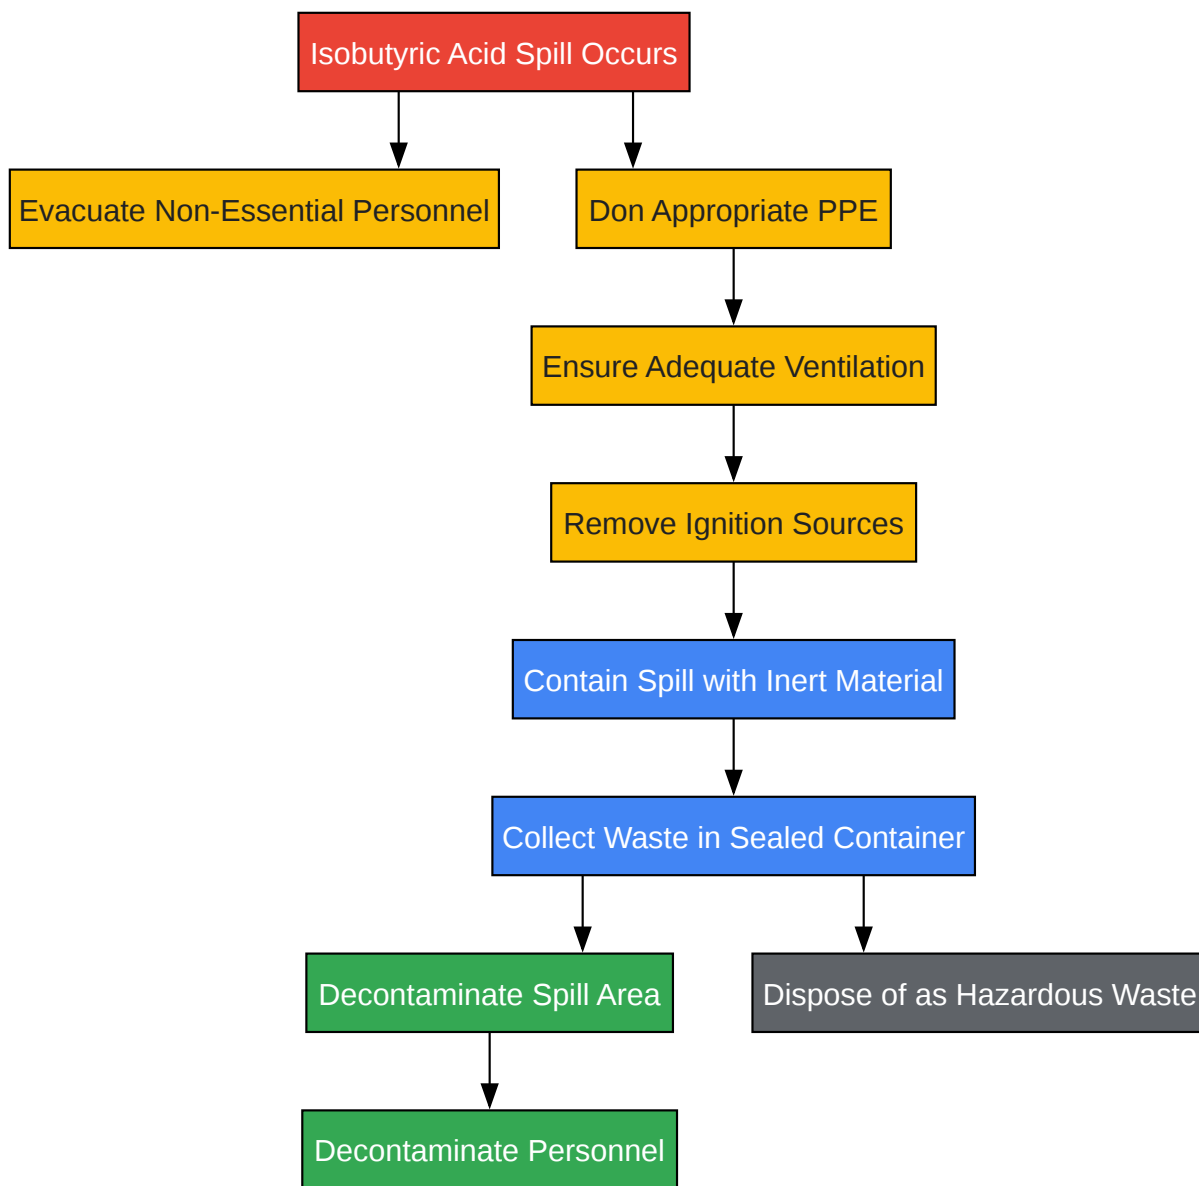 Isobutyric Acid Spill Occurs
Evacuate Non-Essential Personnel
Don Appropriate PPE
Ensure Adequate Ventilation
Remove Ignition Sources
Contain Spill with Inert Material
Collect Waste in Sealed Container
Decontaminate Spill Area
Dispose of as Hazardous Waste
Decontaminate Personnel